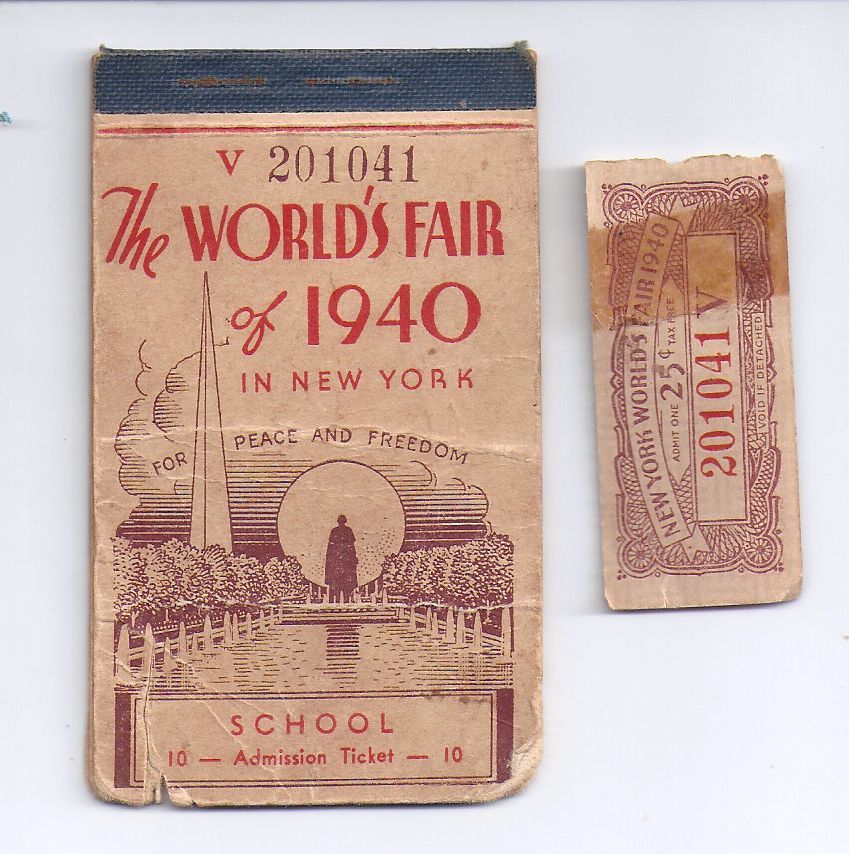 V 201041
The WORLD'S FAIR
of 1940
IN NEW YORK
FOR PEACE AND FREEDOM
SCHOOL
10 — Admission Ticket — 10
NEW YORK WORLD'S FAIR 1940
ADMIT ONE 25¢ TAX FREE
201041 V
VOID IF DETACHED